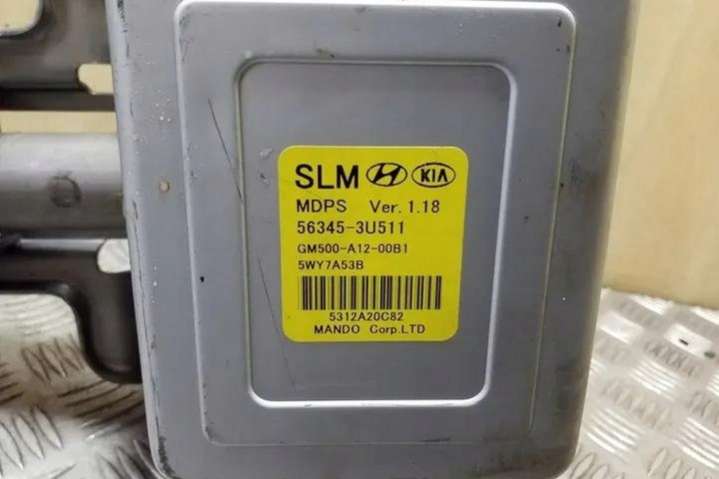 SLM KIA
MDPS Ver. 1.18
56345-3U511
GM500-A12-00B1
5WY7A53B
5312A20C82
MANDO Corp.LTD